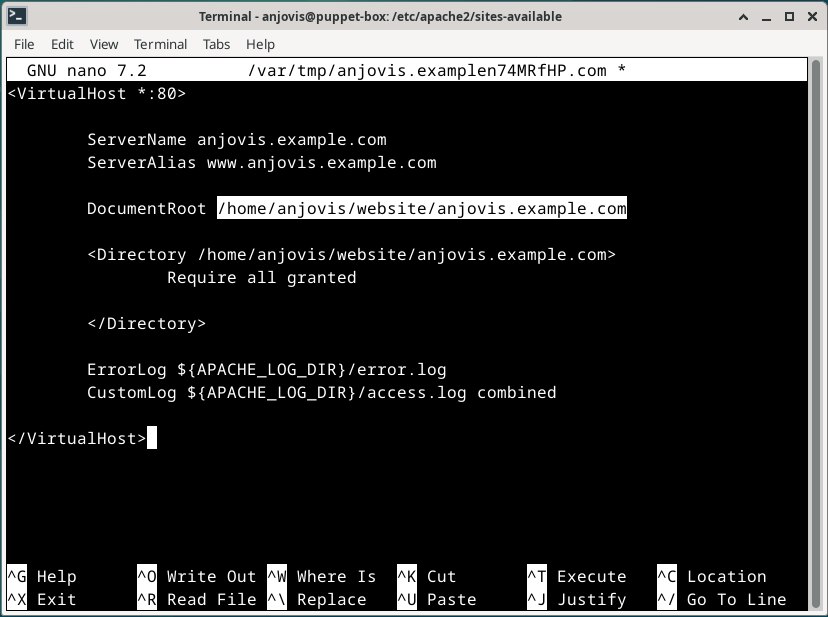 Terminal - anjovis@puppet-box: /etc/apache2/sites-available
File Edit View Terminal Tabs Help
GNU nano 7.2 /var/tmp/anjovis.examplen74MRfHP.com *
<VirtualHost *:80>
ServerName anjovis.example.com
ServerAlias www.anjovis.example.com
DocumentRoot /home/anjovis/website/anjovis.example.com
<Directory /home/anjovis/website/anjovis.example.com>
Require all granted
</Directory>
ErrorLog ${APACHE_LOG_DIR}/error.log
CustomLog ${APACHE_LOG_DIR}/access.log combined
</VirtualHost>
^G Help ^O Write Out ^W Where Is ^K Cut ^T Execute ^C Location
^X Exit ^R Read File ^\ Replace ^U Paste ^J Justify ^/ Go To Line